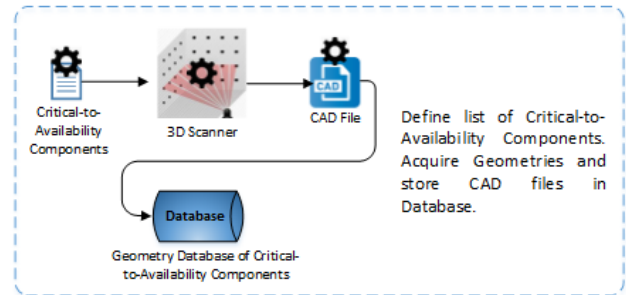 Critical-to-
Availability
Components
3D Scanner
CAD
CAD File
Define list of Critical-to-
Availability Components.
Acquire Geometries and
store CAD files in
Database.
Database
Geometry Database of Critical-
to-Availability Components